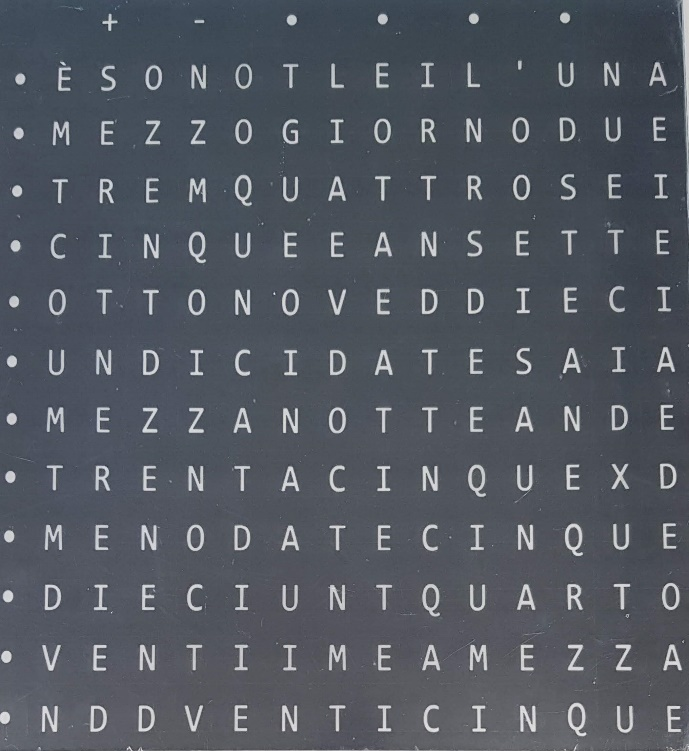 + - • • • •
• È S O N O T L E I L ' U N A
• M E Z Z O G I O R N O D U E
• T R E M Q U A T T R O S E I
• C I N Q U E E A N S E T T E
• O T T O N O V E D D I E C I
• U N D I C I D A T E S A I A
• M E Z Z A N O T T E A N D E
• T R E N T A C I N Q U E X D
• M E N O D A T E C I N Q U E
• D I E C I U N T Q U A R T O
• V E N T I I M E A M E Z Z A
• N D D V E N T I C I N Q U E